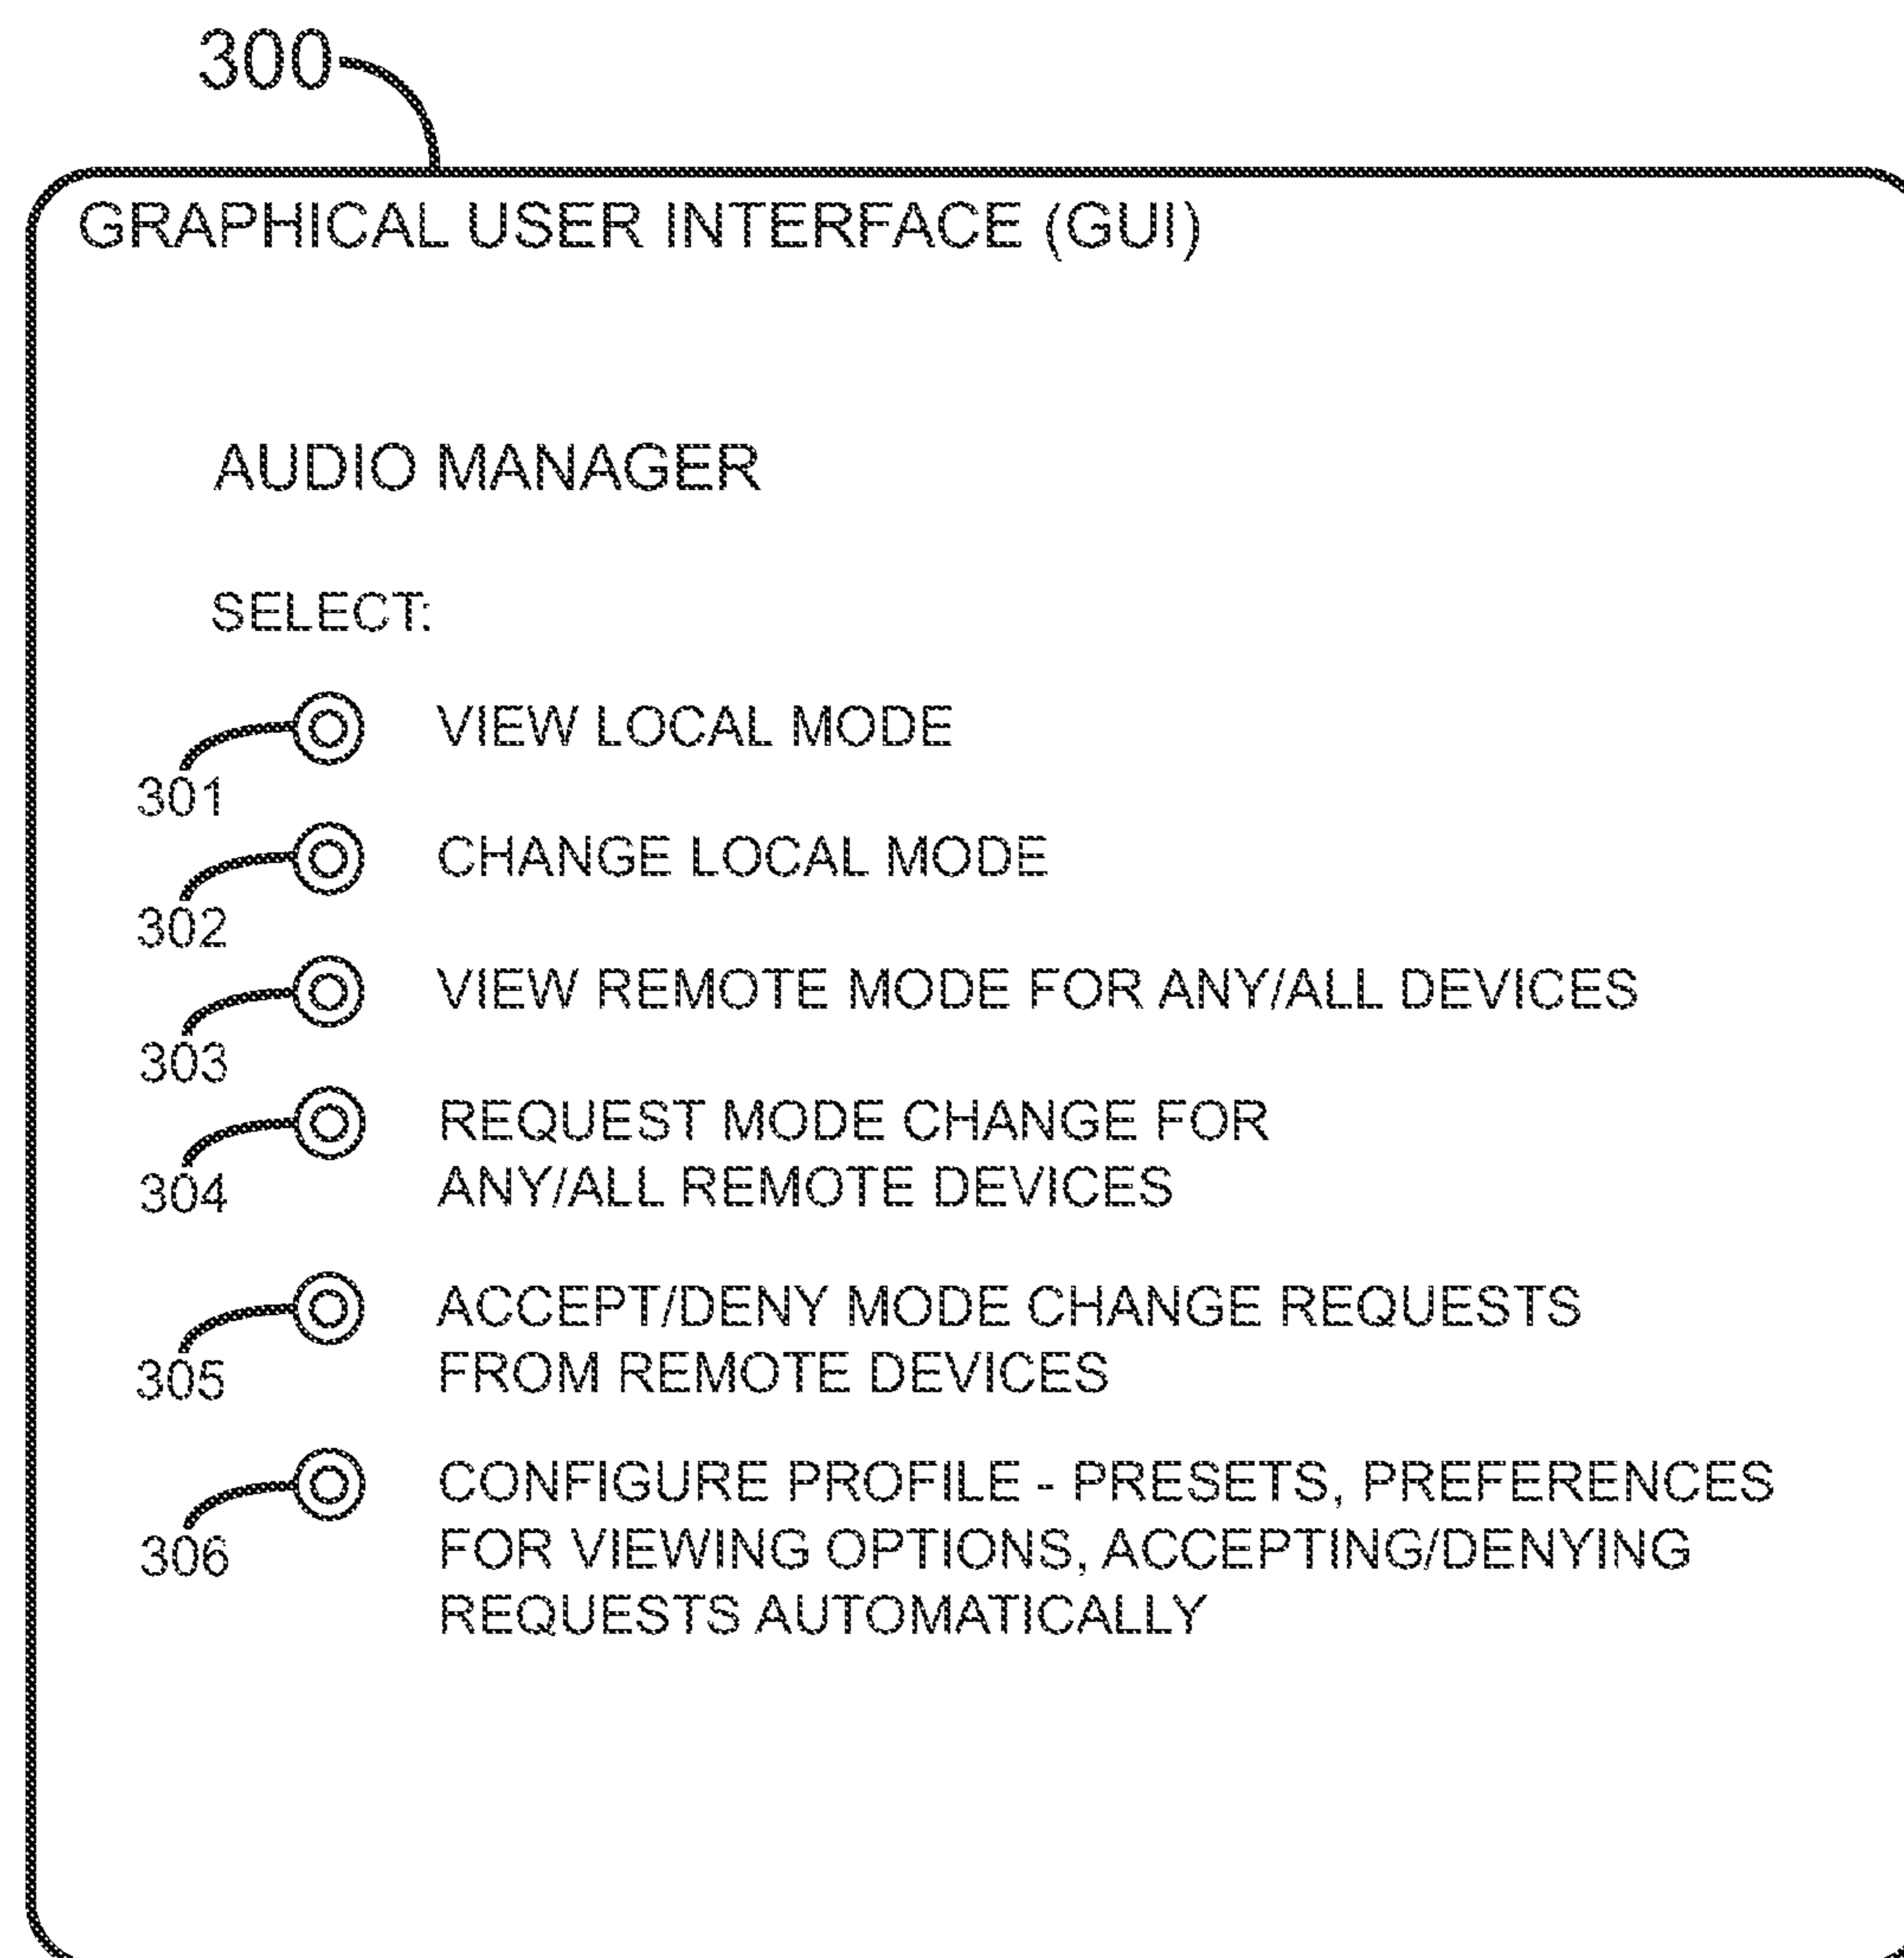 300
GRAPHICAL USER INTERFACE (GUI)
AUDIO MANAGER
SELECT:
VIEW LOCAL MODE
301
CHANGE LOCAL MODE
302
VIEW REMOTE MODE FOR ANY/ALL DEVICES
303
REQUEST MODE CHANGE FOR
ANY/ALL REMOTE DEVICES
304
ACCEPT/DENY MODE CHANGE REQUESTS
FROM REMOTE DEVICES
305
CONFIGURE PROFILE - PRESETS, PREFERENCES
FOR VIEWING OPTIONS, ACCEPTING/DENYING
306
REQUESTS AUTOMATICALLY